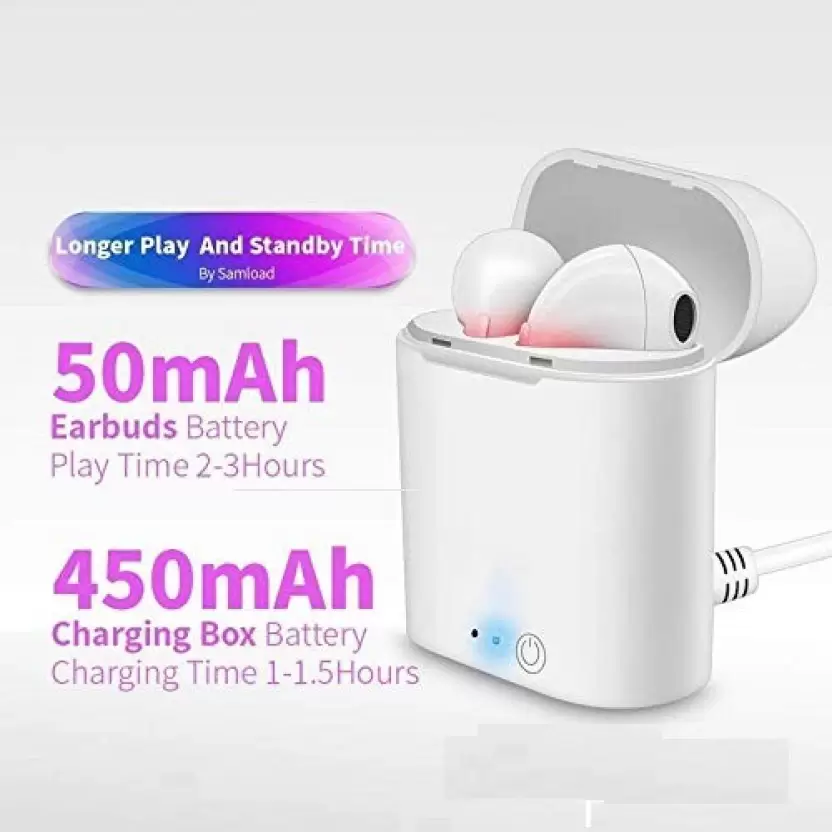 Longer Play And Standby Time
By Samload
50mAh
Earbuds Battery
Play Time 2-3Hours
450mAh
Charging Box Battery
Charging Time 1-1.5Hours